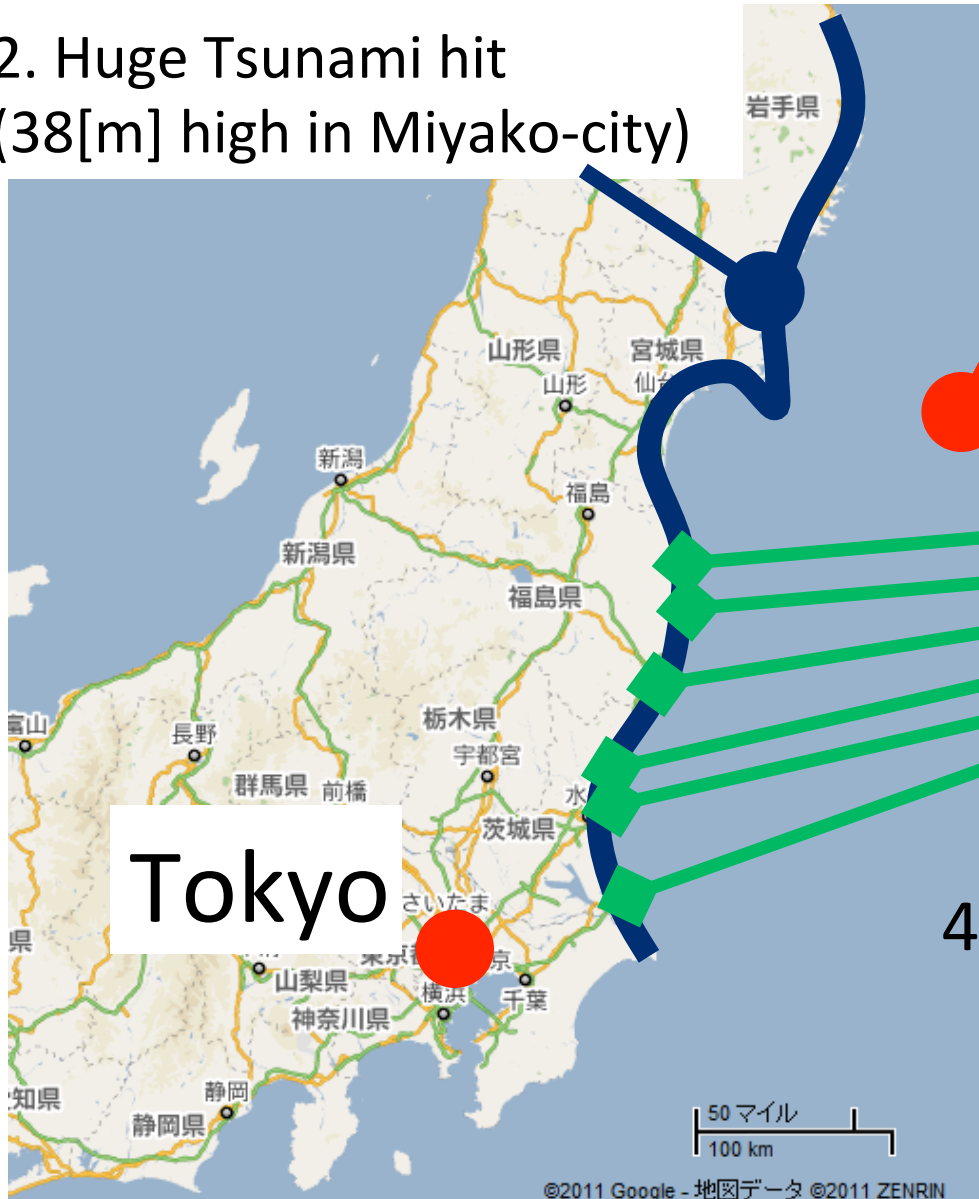 2. Huge Tsunami hit
(38[m] high in Miyako-city)
岩手県
山形県
宮城県
山形
新潟
福島
新潟県
福島県
富山
長野
栃木県
宇都宮
群馬県
前橋
茨城県
Tokyo
さいたま
山梨県
横浜
千葉
神奈川県
静岡
静岡県
4
50 マイル
100 km
©2011 Google - 地図データ ©2011 ZENRIN